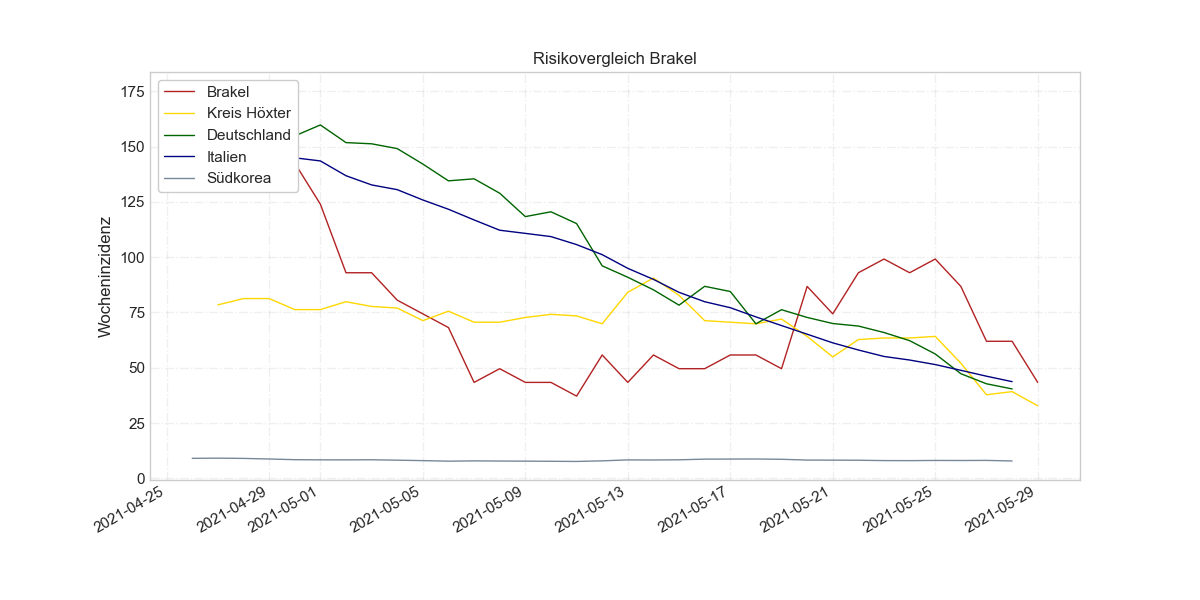 Risikovergleich Brakel
Brakel
Kreis Höxter
Deutschland
Italien
Südkorea
Wocheninzidenz
175
150
125
100
75
50
25
0
2021-04-25
2021-04-29
2021-05-01
2021-05-05
2021-05-09
2021-05-13
2021-05-17
2021-05-21
2021-05-25
2021-05-29